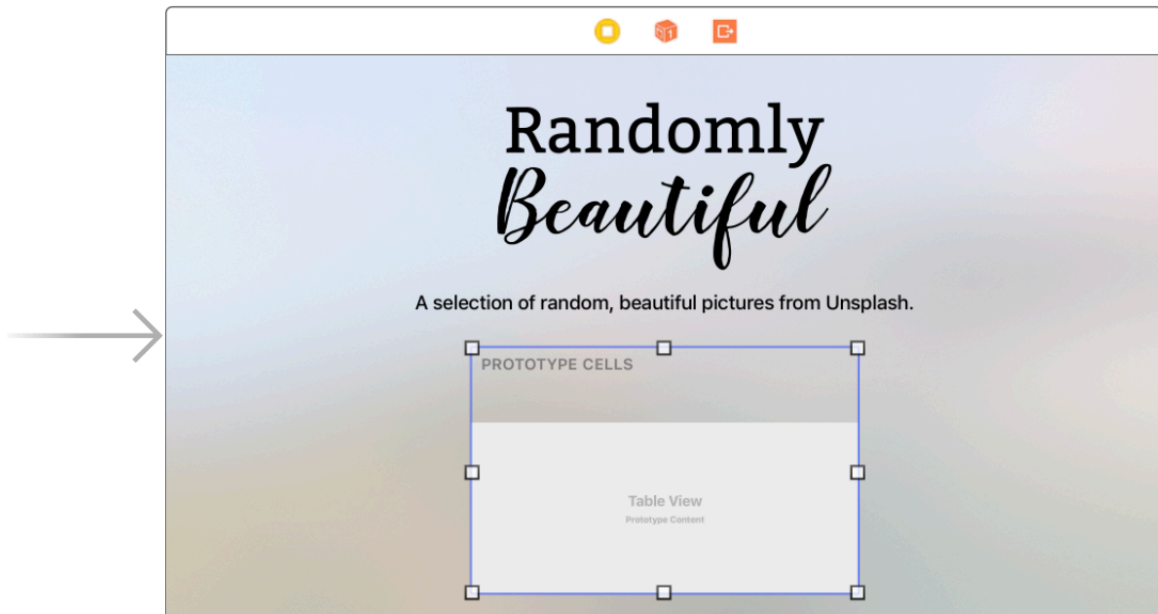 Randomly
Beautiful
A selection of random, beautiful pictures from Unsplash.
PROTOTYPE CELLS
Table View
Prototype Content